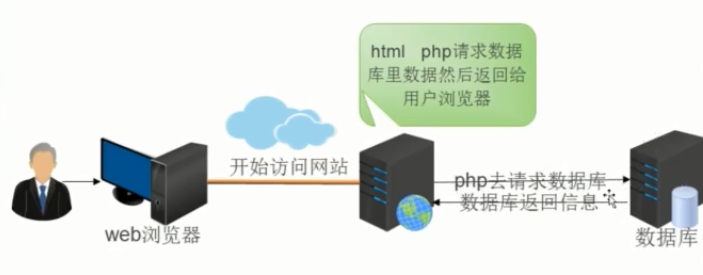 html php请求数据
库里数据然后返回给
用户浏览器
开始访问网站
php去请求数据库
数据库返回信息
web浏览器
数据库